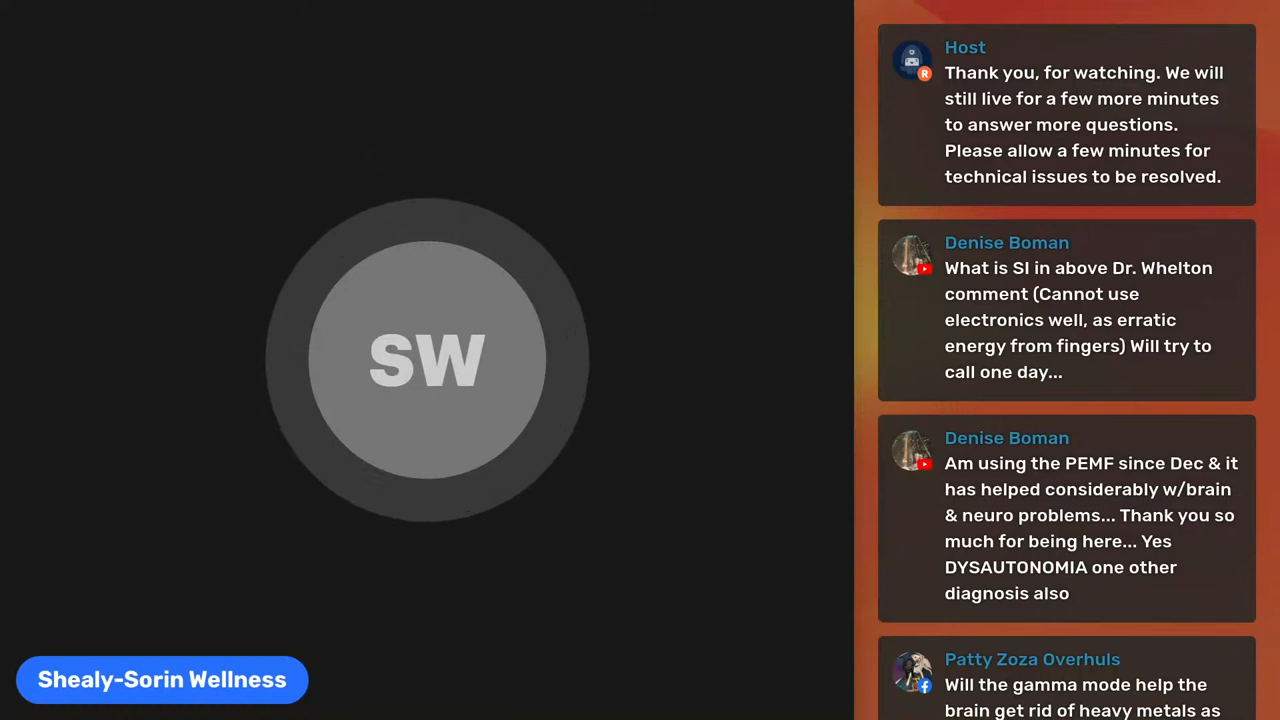 SW
Shealy-Sorin Wellness
Host
Thank you, for watching. We will
still live for a few more minutes
to answer more questions.
Please allow a few minutes for
technical issues to be resolved.
R
Denise Boman
What is SI in above Dr. Whelton
comment (Cannot use
electronics well, as erratic
energy from fingers) Will try to
call one day...
Denise Boman
Am using the PEMF since Dec & it
has helped considerably w/brain
& neuro problems... Thank you so
much for being here... Yes
DYSAUTONOMIA one other
diagnosis also
Patty Zoza Overhuls
Will the gamma mode help the
brain get rid of heavy metals as